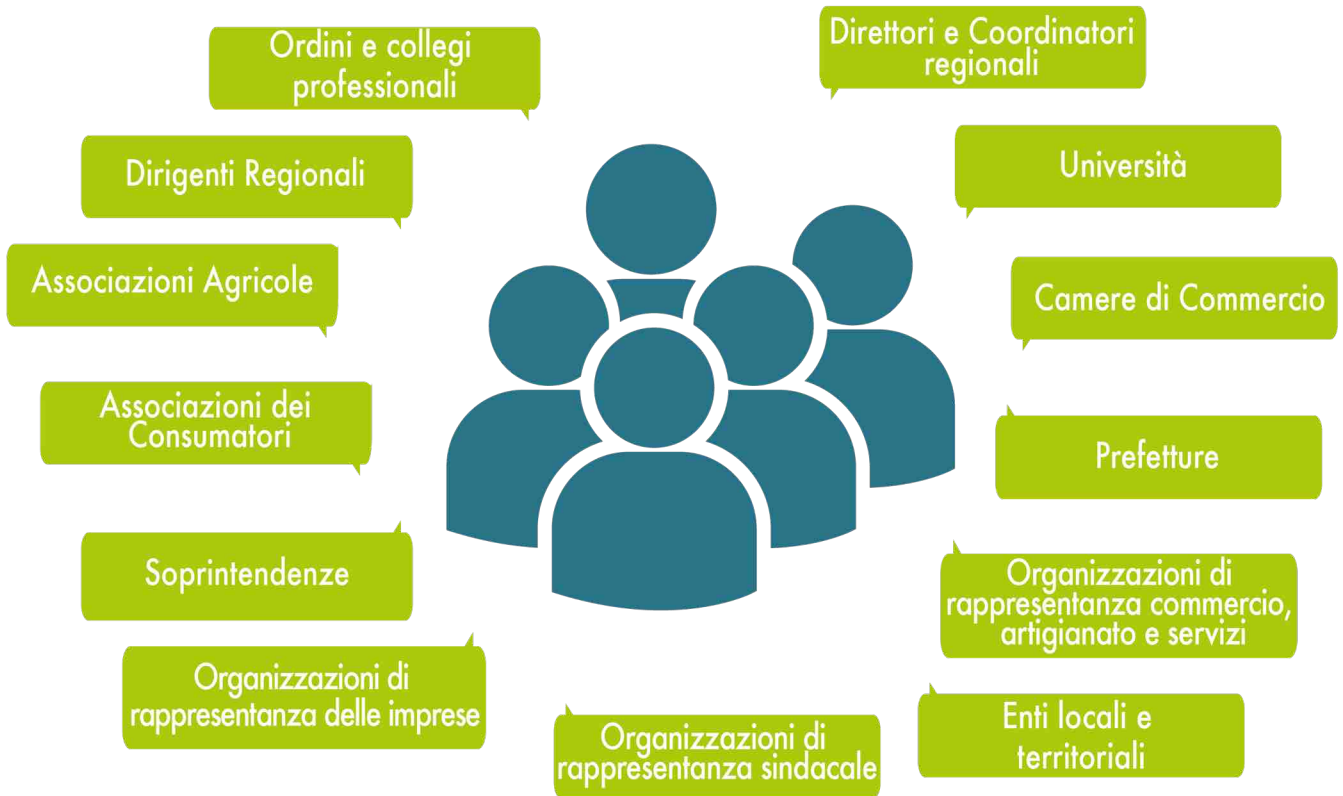 Ordini e collegi
professionali
Direttori e Coordinatori
regionali
Dirigenti Regionali
Università
Associazioni Agricole
Camere di Commercio
Associazioni dei
Consumatori
Prefetture
Soprintendenze
Organizzazioni di
rappresentanza commercio,
artigianato e servizi
Organizzazioni di
rappresentanza delle imprese
Organizzazioni di
rappresentanza sindacale
Enti locali e
territoriali